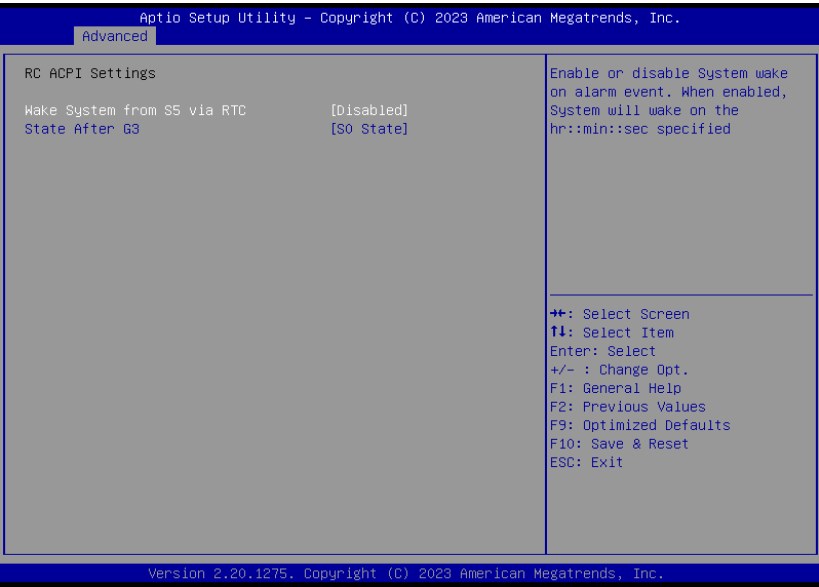 Aptio Setup Utility – Copyright (C) 2023 American Megatrends, Inc.
Advanced
RC ACPI Settings
Wake System from S5 via RTC [Disabled]
State After G3 [S0 State]
Enable or disable System wake
on alarm event. When enabled,
System will wake on the
hr::min::sec specified
→←: Select Screen
↑↓: Select Item
Enter: Select
+/- : Change Opt.
F1: General Help
F2: Previous Values
F9: Optimized Defaults
F10: Save & Reset
ESC: Exit
Version 2.20.1275. Copyright (C) 2023 American Megatrends, Inc.